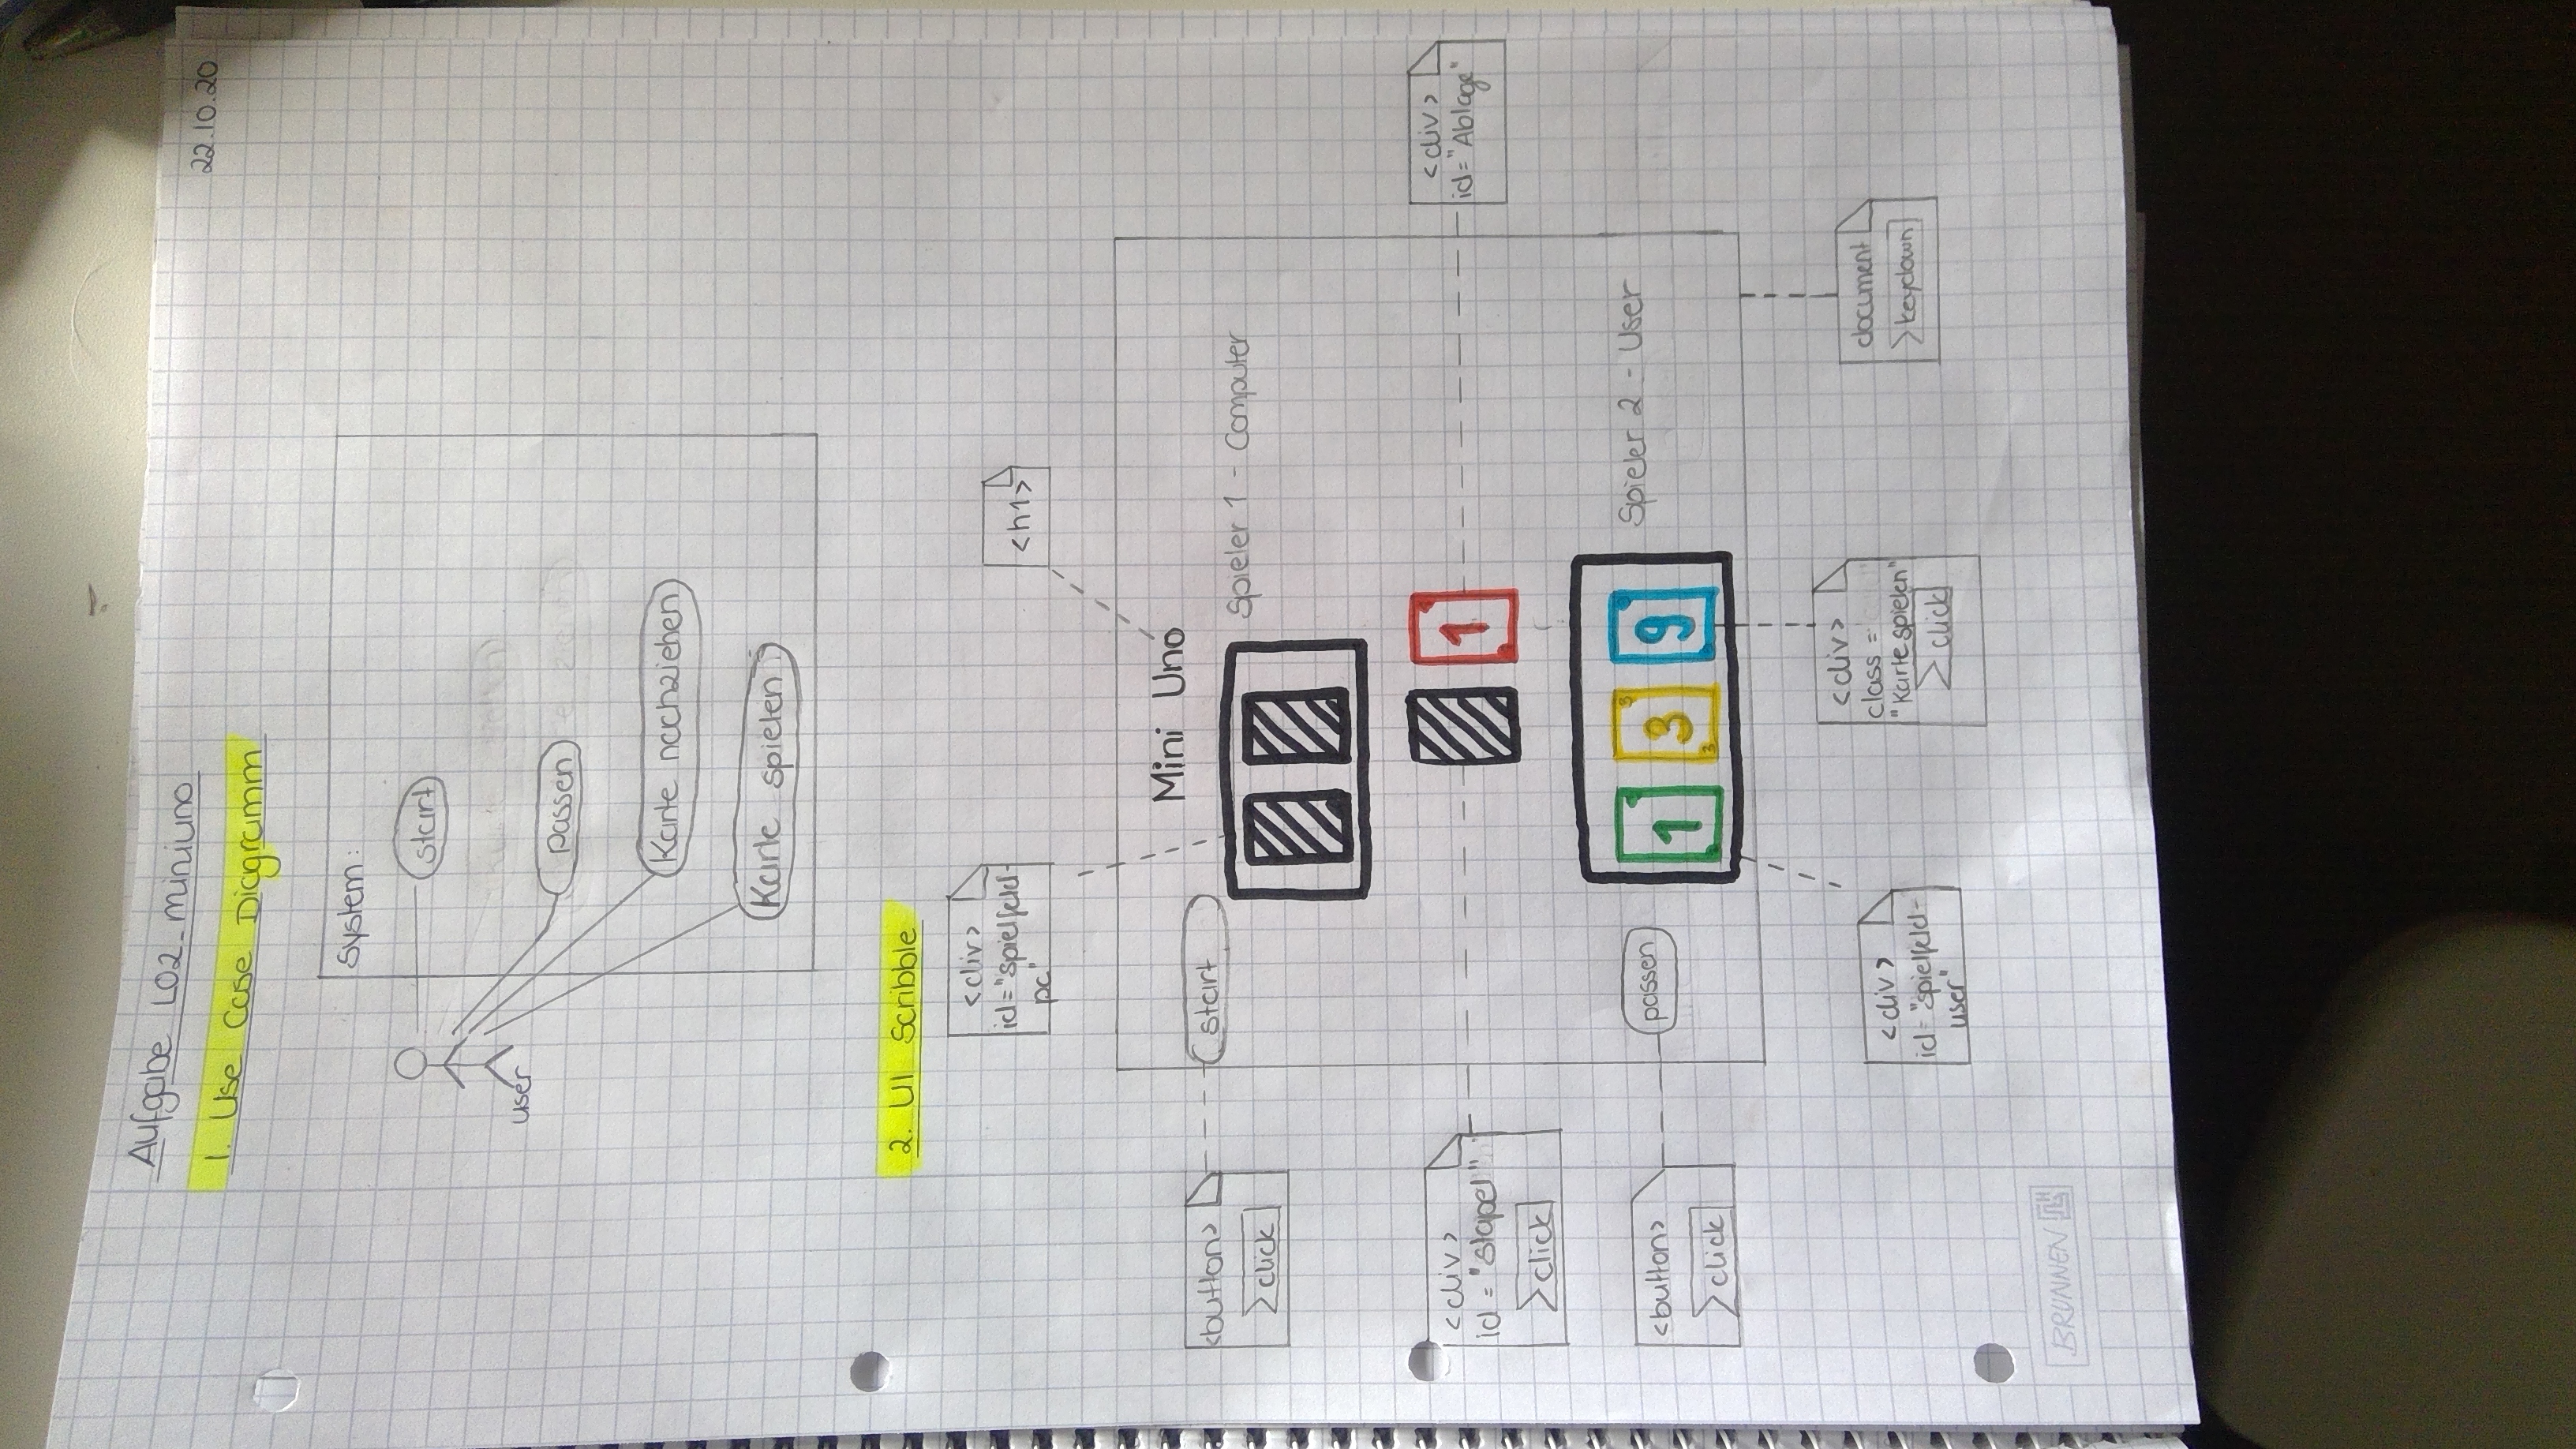 Aufgabe L02_miniuno
22.10.20
1. Use Case Diagramm
System:
start
user
passen
Karte nachziehen
Karte spielen
2. UI Scribble
<div>
id="spielfeld-
pc"
<h1>
Mini Uno
<button>
click
start
Spieler 1 - Computer
<div>
id = "stapel"
click
1
<div>
id="Ablage"
<button>
click
passen
1
3
3
3
9
Spieler 2 - User
<div>
id="spielfeld-
user"
<div>
class =
"Karte spielen"
click
document
keydown
BRUNNEN